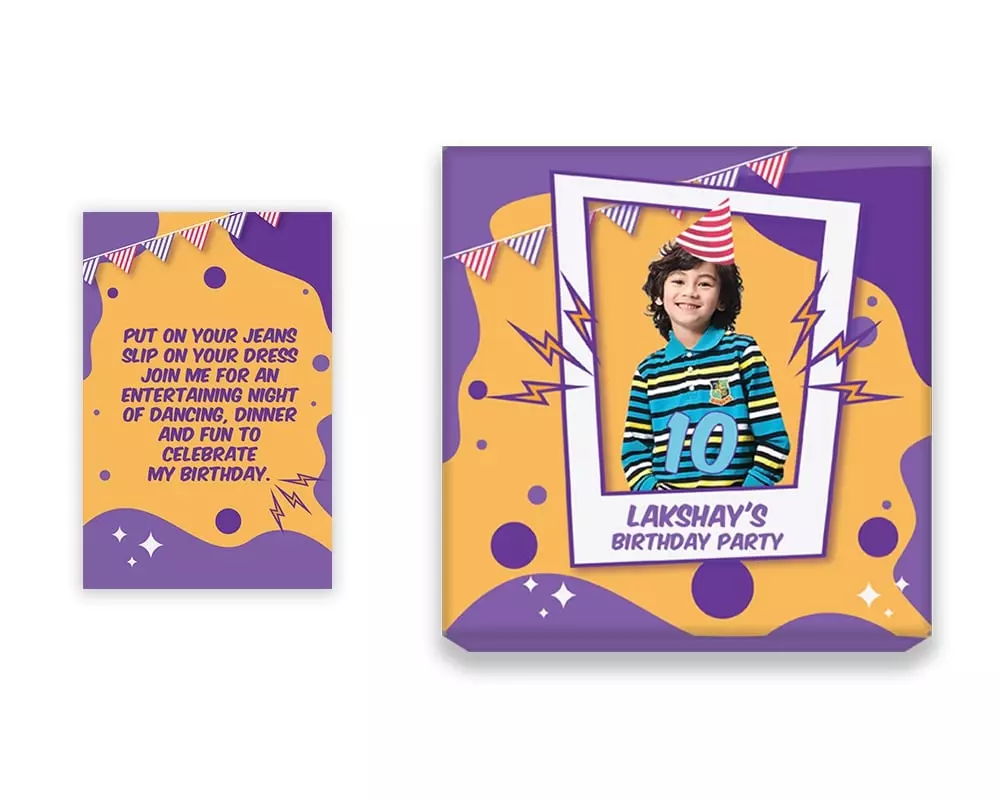 PUT ON YOUR JEANS
SLIP ON YOUR DRESS
JOIN ME FOR AN
ENTERTAINING NIGHT
OF DANCING, DINNER
AND FUN TO
CELEBRATE
MY BIRTHDAY.
10
LAKSHAY'S
BIRTHDAY PARTY